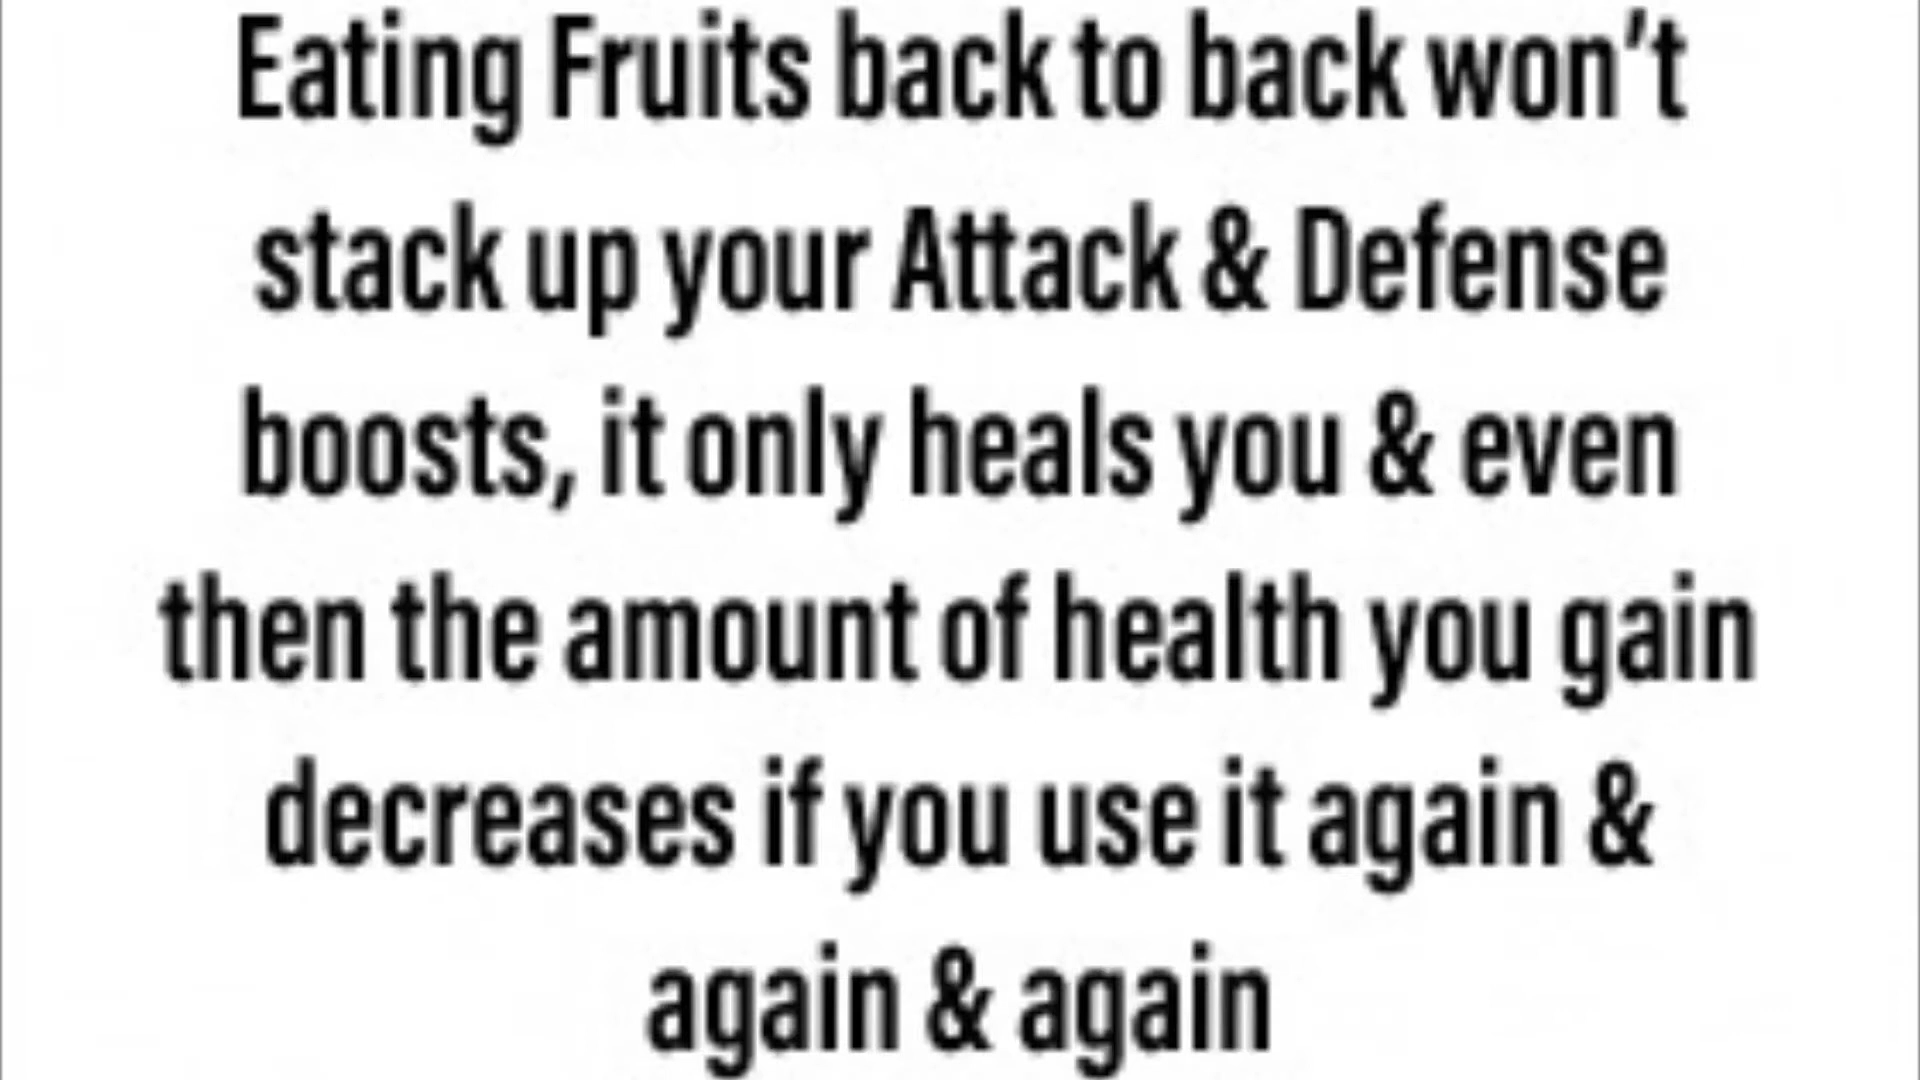 Eating Fruits back to back won't
stack up your Attack & Defense
boosts, it only heals you & even
then the amount of health you gain
decreases if you use it again &
again & again